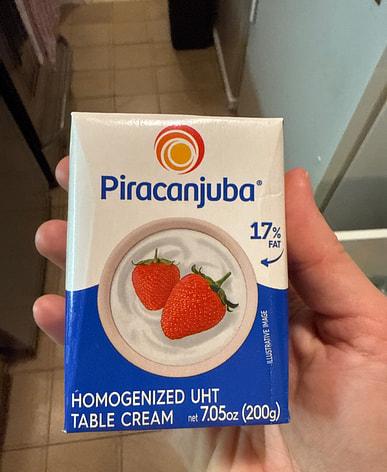 Piracanjuba®
17%
FAT
ILLUSTRATIVE IMAGE
HOMOGENIZED UHT
TABLE CREAM net 7.05oz (200g)